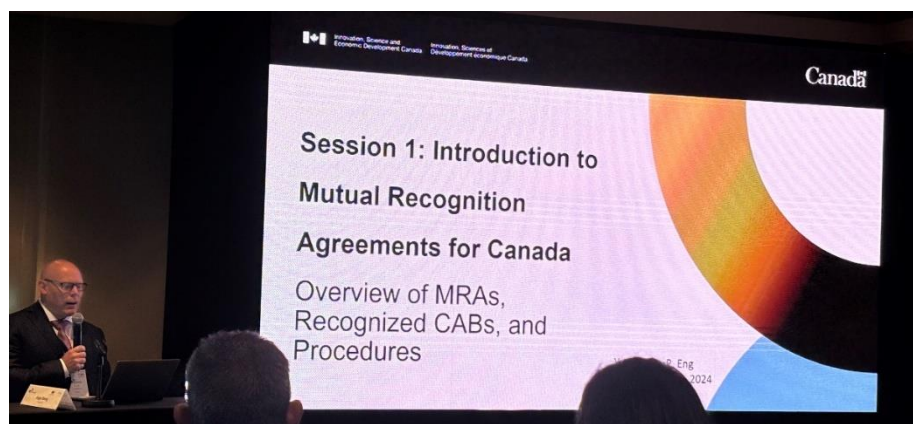 Innovation, Science and
Economic Development Canada
Innovation, Sciences et
Développement économique Canada
Canada
Session 1: Introduction to
Mutual Recognition
Agreements for Canada
Overview of MRAs,
Recognized CABs, and
Procedures
P. Eng
2024